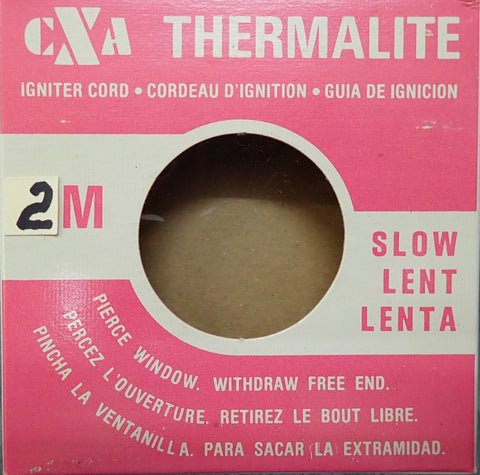 CXA THERMALITE
IGNITER CORD • CORDEAU D'IGNITION • GUIA DE IGNICION
2M
SLOW
LENT
LENTA
PIERCE WINDOW. WITHDRAW FREE END.
PERCEZ L'OUVERTURE. RETIREZ LE BOUT LIBRE.
PINCHA LA VENTANILLA. PARA SACAR LA EXTRAMIDAD.